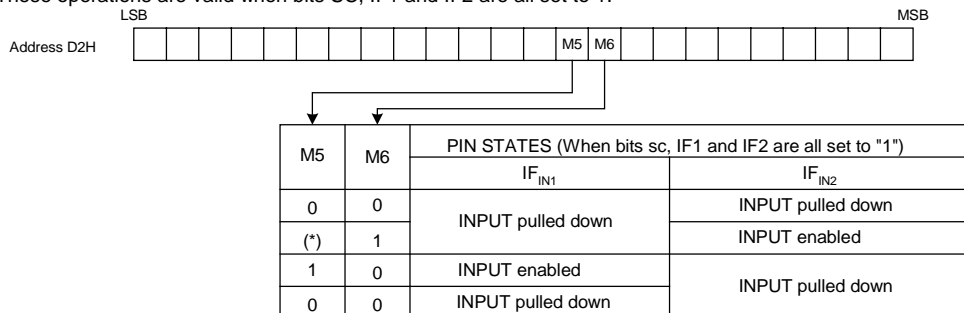 These operations are valid when bits SC, IF1 and IF2 are all set to 1.
LSB MSB
Address D2H M5 M6
M5 M6 PIN STATES (When bits sc, IF1 and IF2 are all set to "1")
IFIN1 IFIN2
0 0 INPUT pulled down INPUT pulled down
(*) 1 INPUT enabled
1 0 INPUT enabled INPUT pulled down
0 0 INPUT pulled down